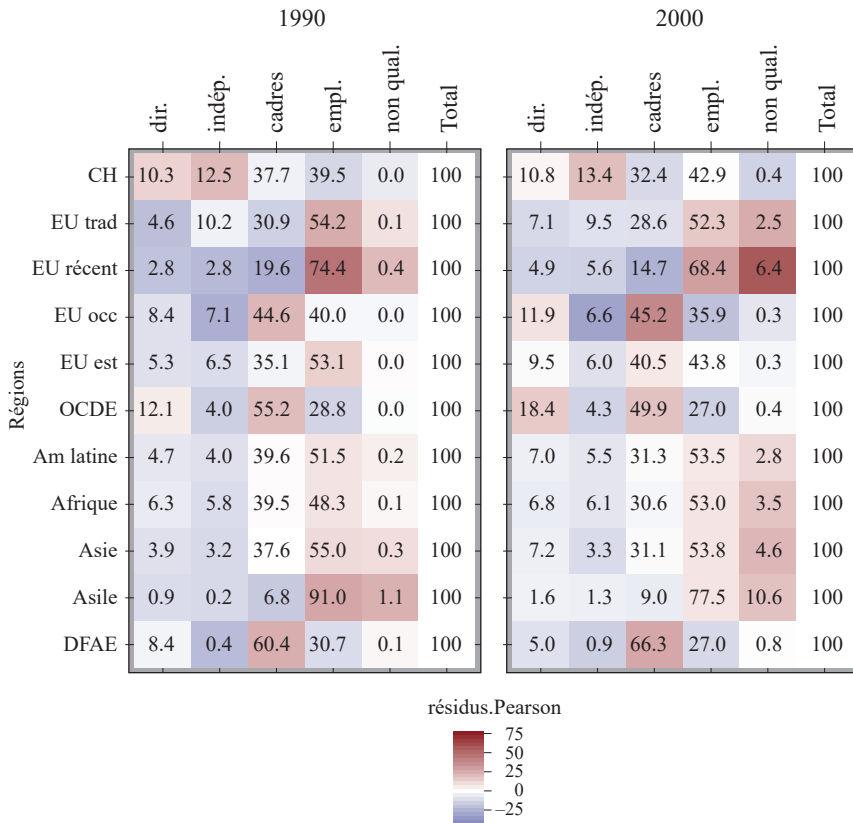 1990 2000
dir. indép. cadres empl. non qual. Total dir. indép. cadres empl. non qual. Total
Régions
CH 10.3 12.5 37.7 39.5 0.0 100 10.8 13.4 32.4 42.9 0.4 100
EU trad 4.6 10.2 30.9 54.2 0.1 100 7.1 9.5 28.6 52.3 2.5 100
EU récent 2.8 2.8 19.6 74.4 0.4 100 4.9 5.6 14.7 68.4 6.4 100
EU occ 8.4 7.1 44.6 40.0 0.0 100 11.9 6.6 45.2 35.9 0.3 100
EU est 5.3 6.5 35.1 53.1 0.0 100 9.5 6.0 40.5 43.8 0.3 100
OCDE 12.1 4.0 55.2 28.8 0.0 100 18.4 4.3 49.9 27.0 0.4 100
Am latine 4.7 4.0 39.6 51.5 0.2 100 7.0 5.5 31.3 53.5 2.8 100
Afrique 6.3 5.8 39.5 48.3 0.1 100 6.8 6.1 30.6 53.0 3.5 100
Asie 3.9 3.2 37.6 55.0 0.3 100 7.2 3.3 31.1 53.8 4.6 100
Asile 0.9 0.2 6.8 91.0 1.1 100 1.6 1.3 9.0 77.5 10.6 100
DFAE 8.4 0.4 60.4 30.7 0.1 100 5.0 0.9 66.3 27.0 0.8 100
résidus.Pearson
75
50
25
0
−25